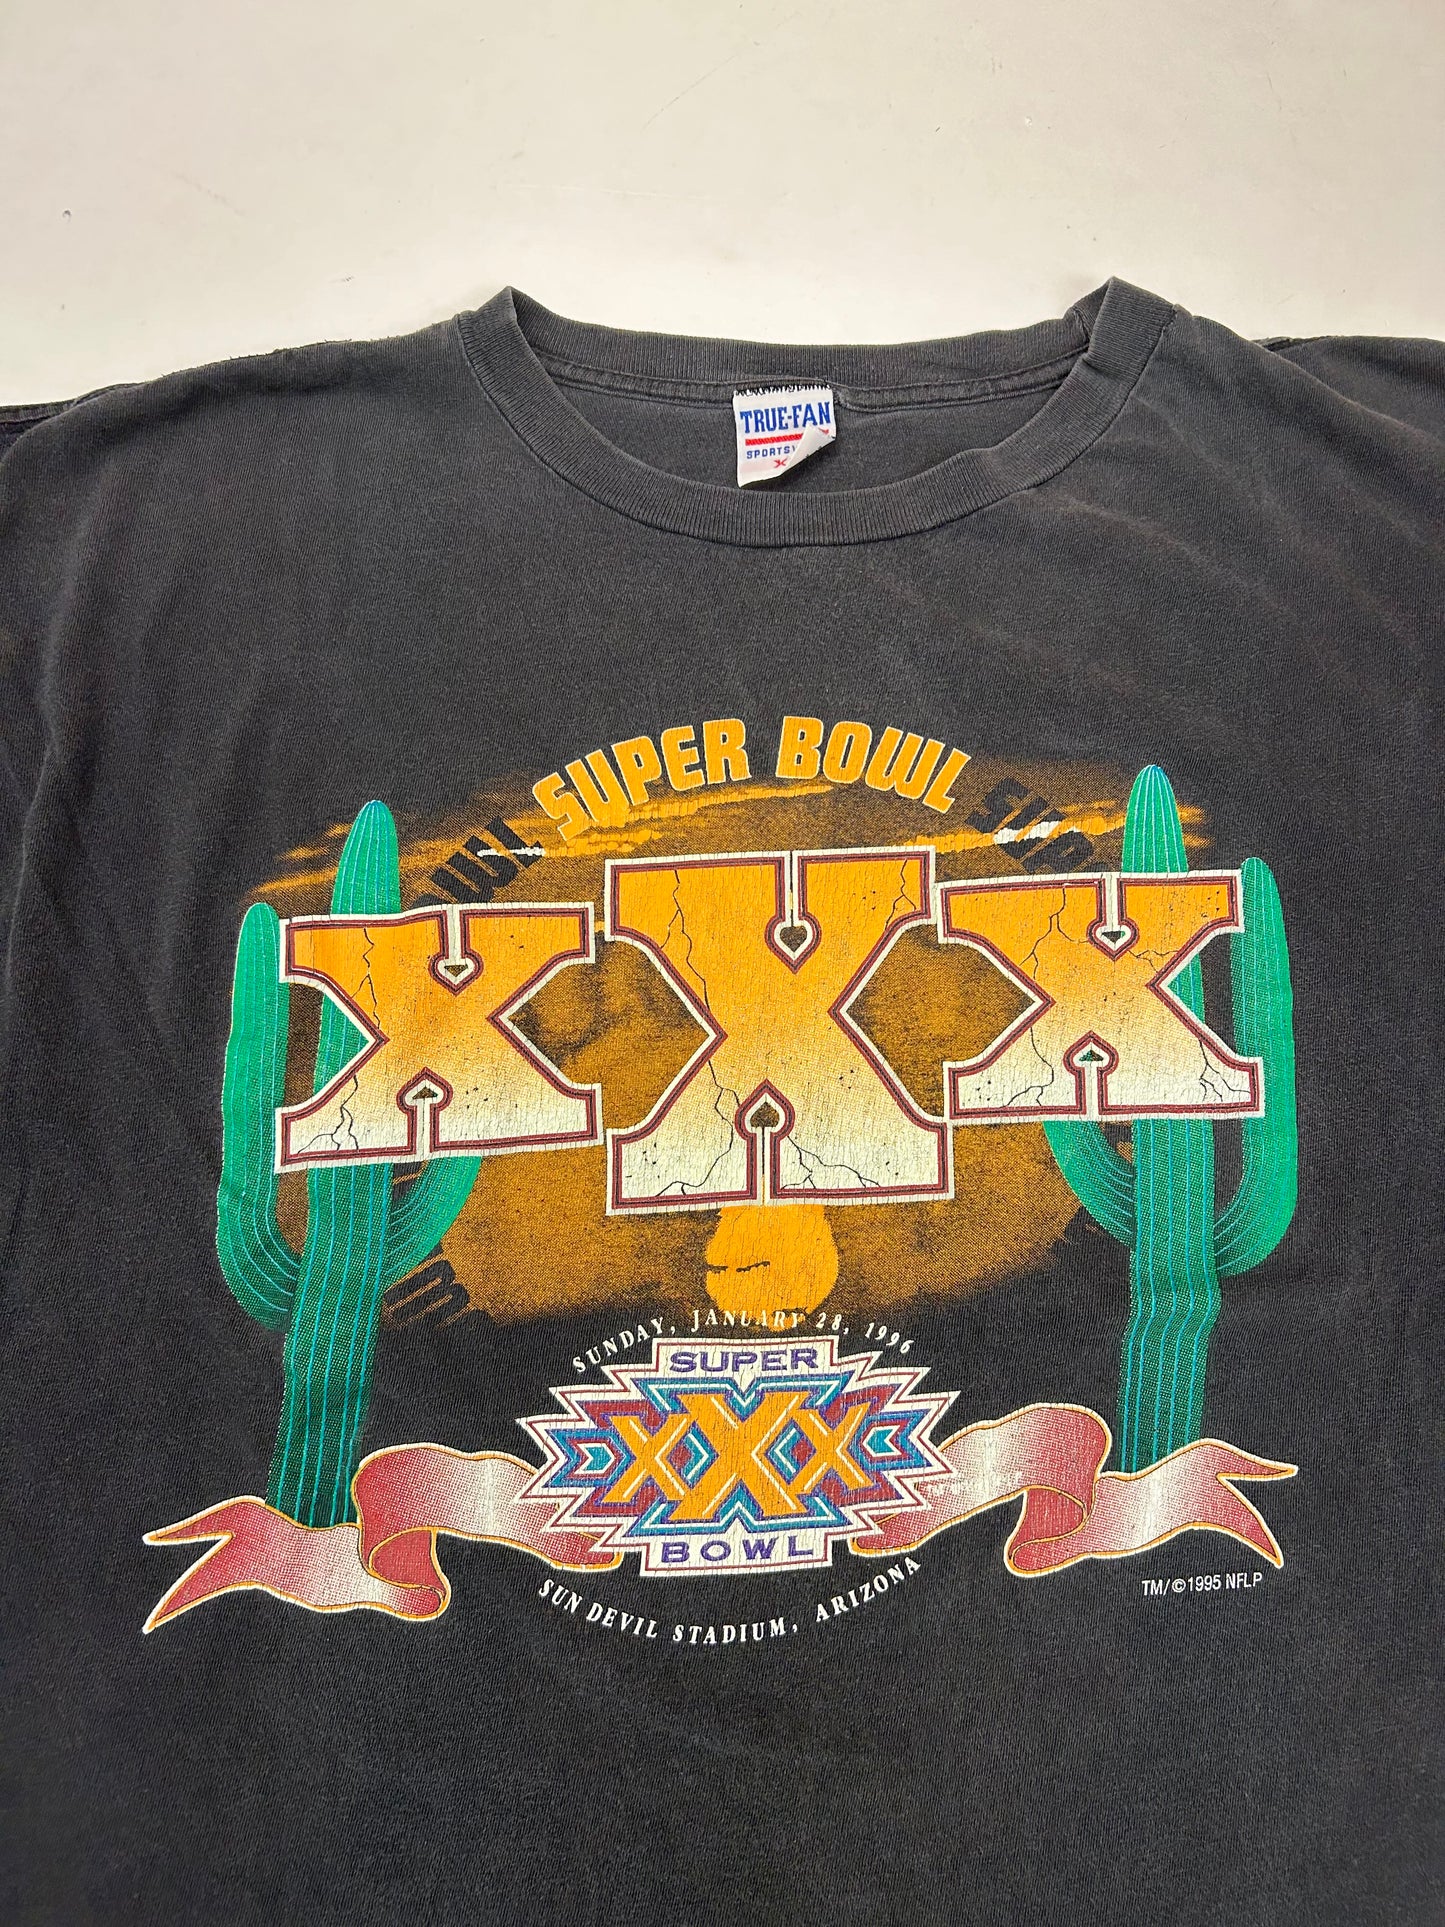 TRUE-FAN
SUPER BOWL
XXX
SUNDAY, JANUARY 28, 1996
SUPER
XXX
BOWL
SUN DEVIL STADIUM, ARIZONA
TM/©1995 NFLP